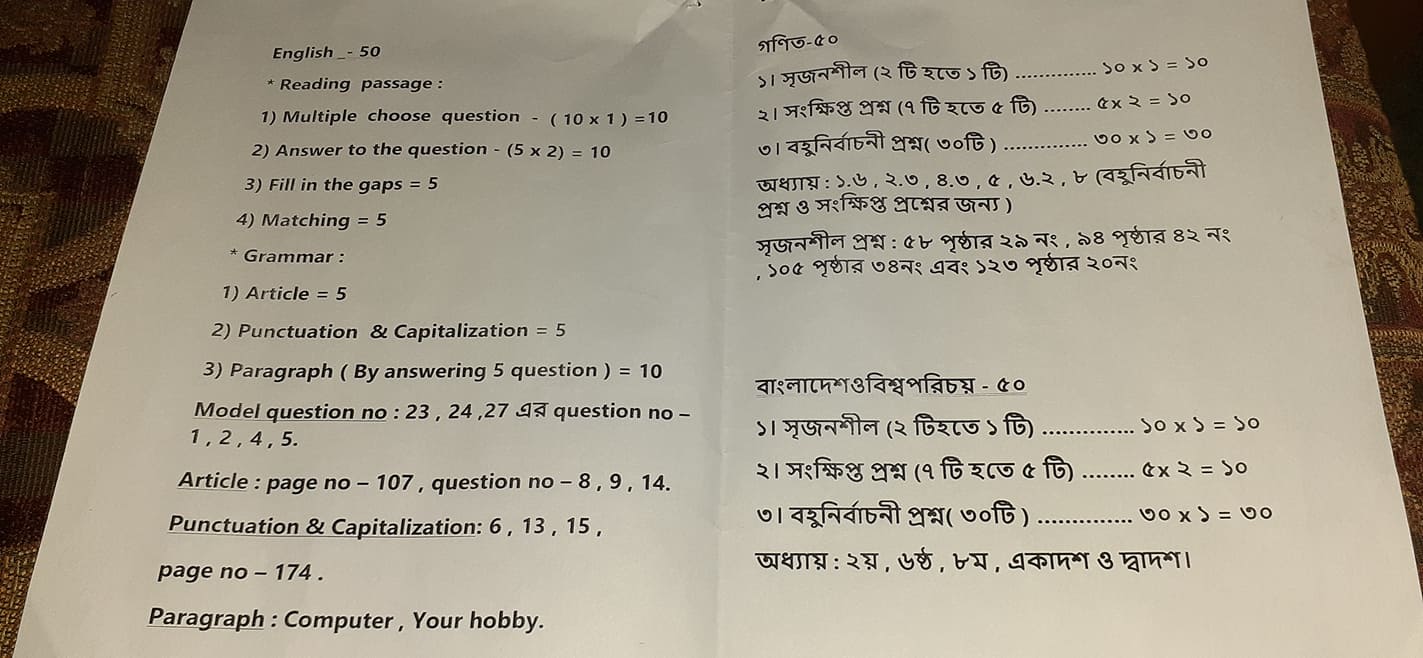 English _- 50
* Reading passage :
1) Multiple choose question - ( 10 x 1 ) =10
2) Answer to the question - (5 x 2) = 10
3) Fill in the gaps = 5
4) Matching = 5
* Grammar :
1) Article = 5
2) Punctuation & Capitalization = 5
3) Paragraph ( By answering 5 question ) = 10
Model question no : 23 , 24 ,27 এর question no –
1 , 2 , 4 , 5.
Article : page no – 107 , question no – 8 , 9 , 14.
Punctuation & Capitalization: 6 , 13 , 15 ,
page no – 174 .
Paragraph : Computer , Your hobby.
গণিত-৫০
১। সৃজনশীল (২ টি হতে ১ টি) .............. ১০ x ১ = ১০
২। সংক্ষিপ্ত প্রশ্ন (৭ টি হতে ৫ টি) ........ ৫x ২ = ১০
৩। বহুনির্বাচনী প্রশ্ন( ৩০টি ) .............. ৩০ x ১ = ৩০
অধ্যায় : ১.৬ , ২.৩ , ৪.৩ , ৫ , ৬.২ , ৮ (বহুনির্বাচনী
প্রশ্ন ও সংক্ষিপ্ত প্রশ্নের জন্য )
সৃজনশীল প্রশ্ন : ৫৮ পৃষ্ঠার ২৯ নং , ৯৪ পৃষ্ঠার ৪২ নং
, ১০৫ পৃষ্ঠার ৩৪নং এবং ১২৩ পৃষ্ঠার ২০নং
বাংলাদেশওবিশ্বপরিচয় - ৫০
১। সৃজনশীল (২ টিহতে ১ টি) .............. ১০ x ১ = ১০
২। সংক্ষিপ্ত প্রশ্ন (৭ টি হতে ৫ টি) ........ ৫x ২ = ১০
৩। বহুনির্বাচনী প্রশ্ন( ৩০টি ) .............. ৩০ x ১ = ৩০
অধ্যায় : ২য় , ৬ষ্ঠ , ৮ম , একাদশ ও দ্বাদশ।